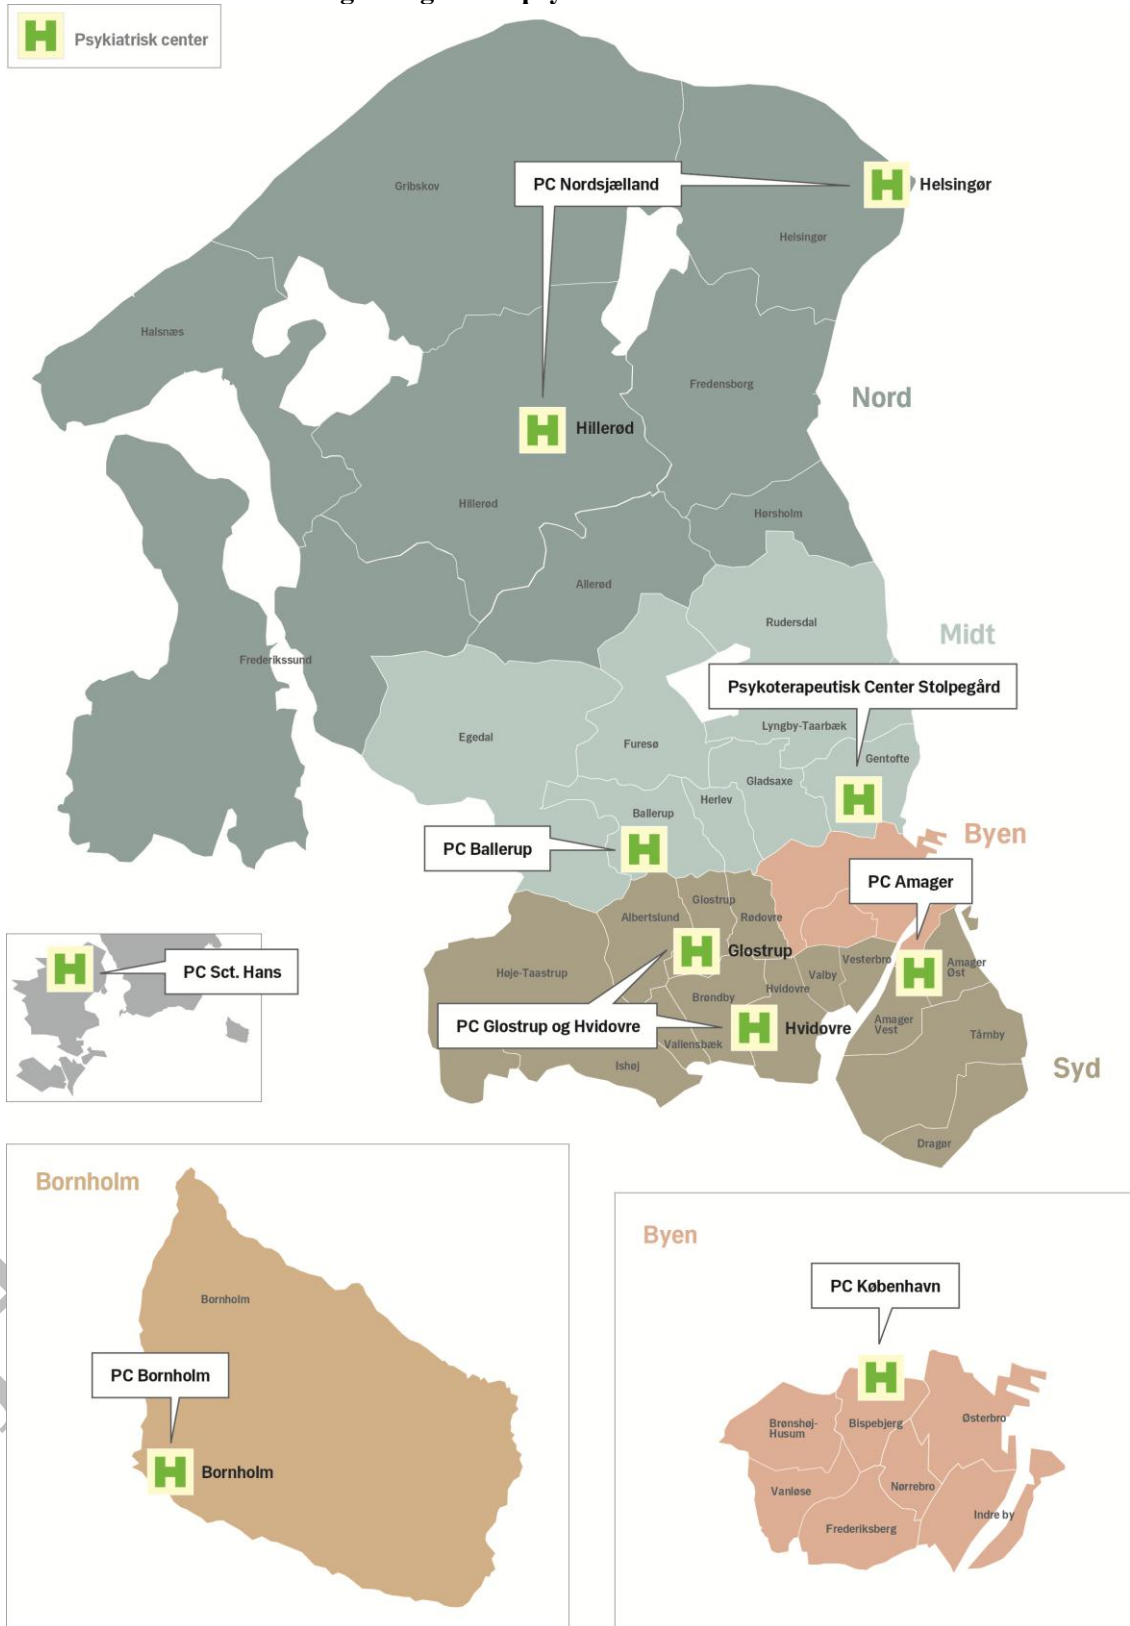 Psykiatrisk center
Gribskov
PC Nordsjælland
Helsingør
Helsingør
Halsnæs
Fredensborg
Nord
Hillerød
Hillerød
Hørsholm
Allerød
Rudersdal
Midt
Frederikssund
Psykoterapeutisk Center Stolpegård
Lyngby-Taarbæk
Egedal
Furesø
Gentofte
Gladsaxe
Herlev
Ballerup
Byen
PC Ballerup
PC Amager
Glostrup
Albertslund
Rødovre
Glostrup
Vesterbro
Amager
Øst
PC Sct. Hans
Høje-Taastrup
Valby
Hvidovre
Brøndby
PC Glostrup og Hvidovre
Hvidovre
Amager
Vest
Tårnby
Vallensbæk
Ishøj
Syd
Dragør
Bornholm
Bornholm
PC Bornholm
Bornholm
Byen
PC København
Brønshøj-
Husum
Bispebjerg
Østerbro
Vanløse
Nørrebro
Frederiksberg
Indre by